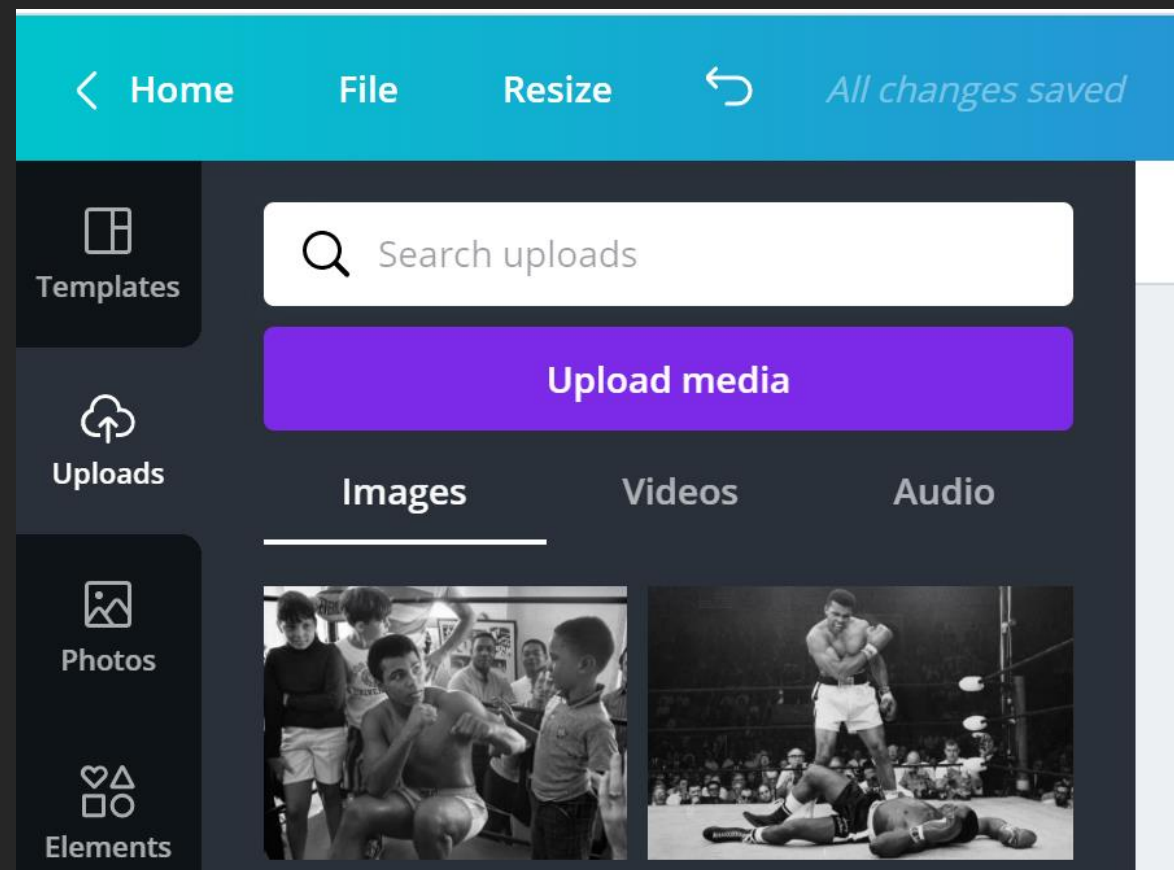 Home File Resize All changes saved
Templates
Search uploads
Upload media
Uploads
Images Videos Audio
Photos
Elements